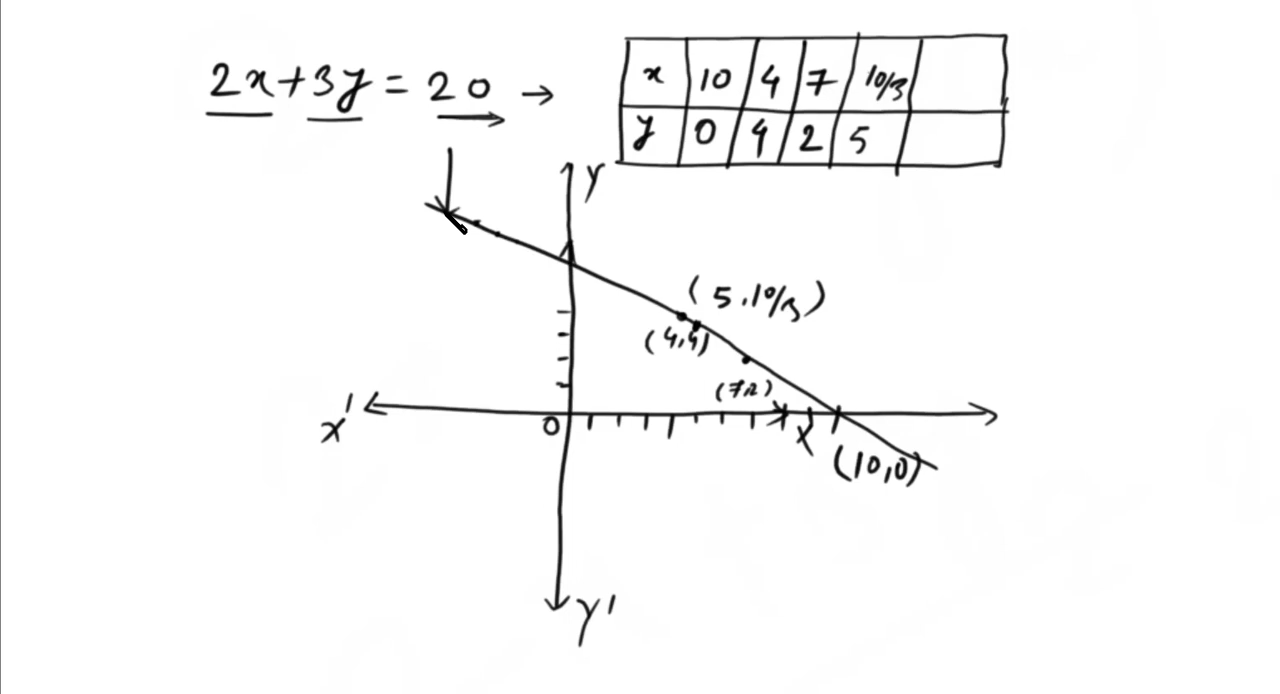 2x+3y = 20 →
x 10 4 7 10/3
y 0 4 2 5
Y
(5,10/3)
(4,4)
(7,2)
X'
0
X
(10,0)
Y'